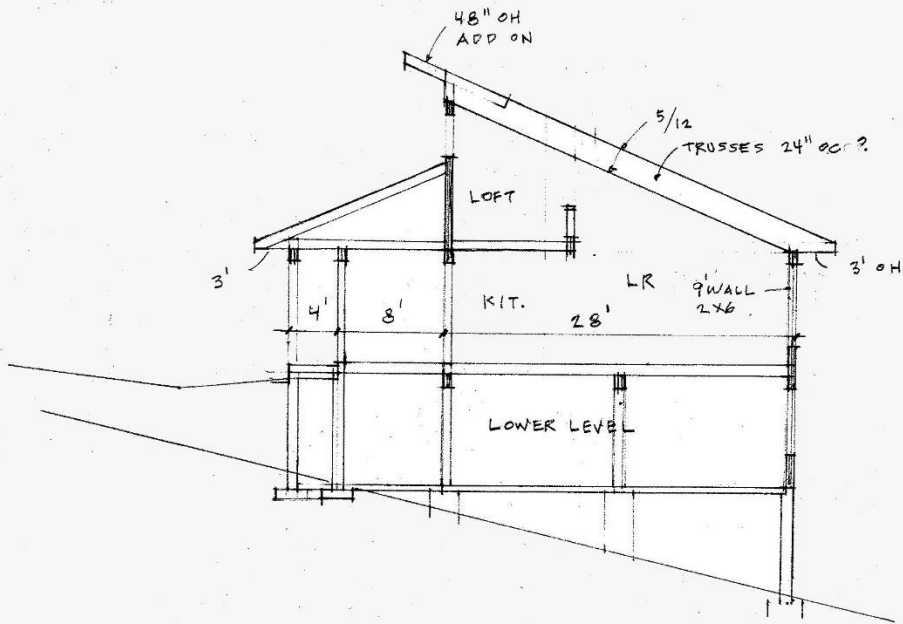 48" OH
ADD ON
5/12
TRUSSES 24" OC ?
LOFT
3'
LR
3' OH
9' WALL
2X6
KIT.
4'
8'
28'
LOWER LEVEL